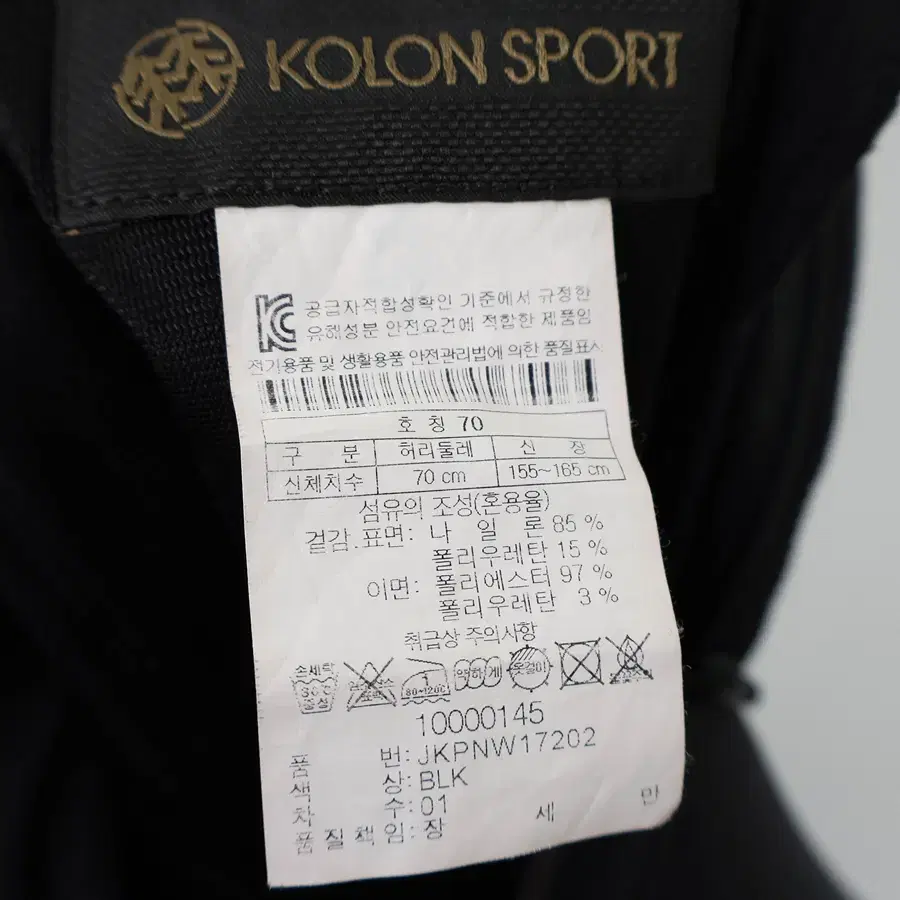 KOLON SPORT
공급자적합성확인 기준에서 규정한
유해성분 안전요건에 적합한 제품임
전기용품 및 생활용품 안전관리법에 의한 품질표시
호 칭 70
구 분 허리둘레 신 장
신체치수 70 cm 155~165 cm
섬유의 조성(혼용율)
겉감.표면: 나 일 론 85 %
폴리우레탄 15 %
이면: 폴리에스터 97 %
폴리우레탄 3 %
취급상 주의사항
손세탁 약하게 옷걸이
30℃ 중성 80~120℃
10000145
품 번: JKPNW17202
색 상: BLK
차 수: 01
품 질 책 임: 장 세 만